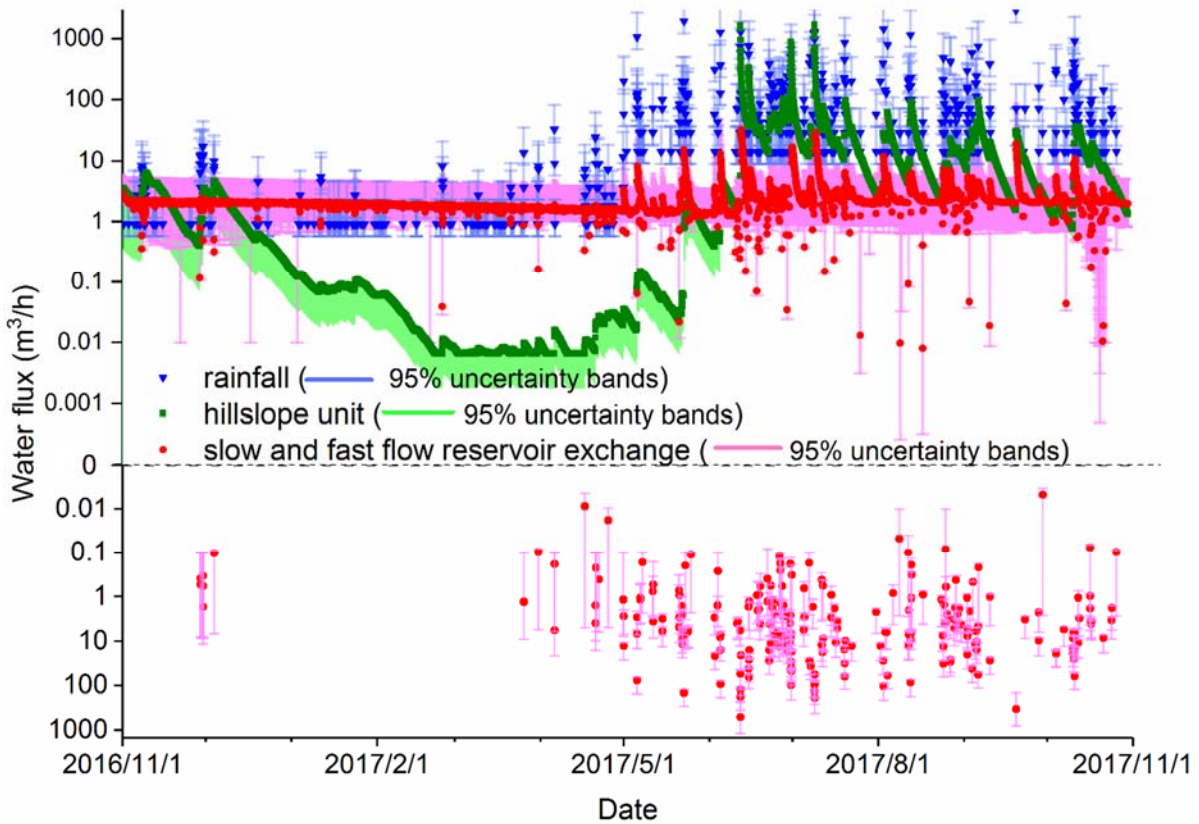 1000
100
10
1
0.1
0.01
0.001
0
0.01
0.1
1
10
100
1000
Water flux (m³/h)
rainfall ( 95% uncertainty bands)
hillslope unit ( 95% uncertainty bands)
slow and fast flow reservoir exchange ( 95% uncertainty bands)
2016/11/1 2017/2/1 2017/5/1 2017/8/1 2017/11/1
Date